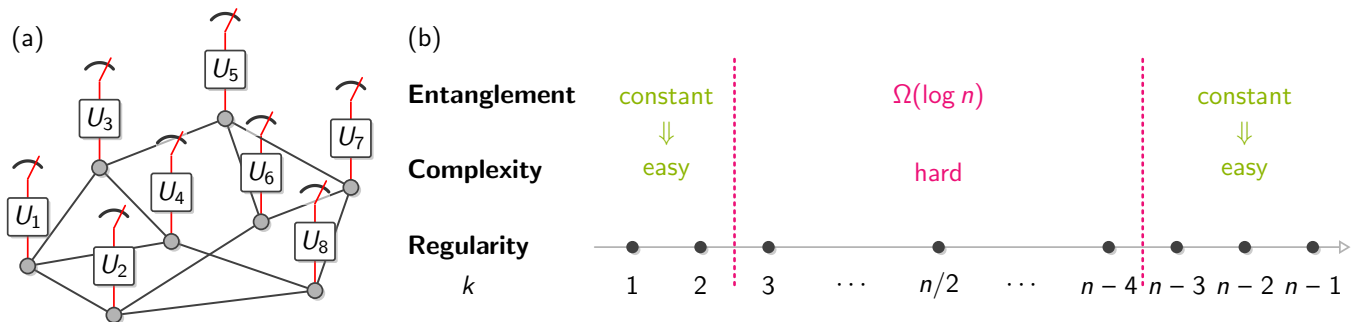 (a)
U₅
U₃
U₇
U₄
U₆
U₁
U₂
U₈
(b)
Entanglement constant Ω(log n) constant
⇓ ⇓
Complexity easy hard easy
Regularity
k 1 2 3 ··· n/2 ··· n − 4 n − 3 n − 2 n − 1